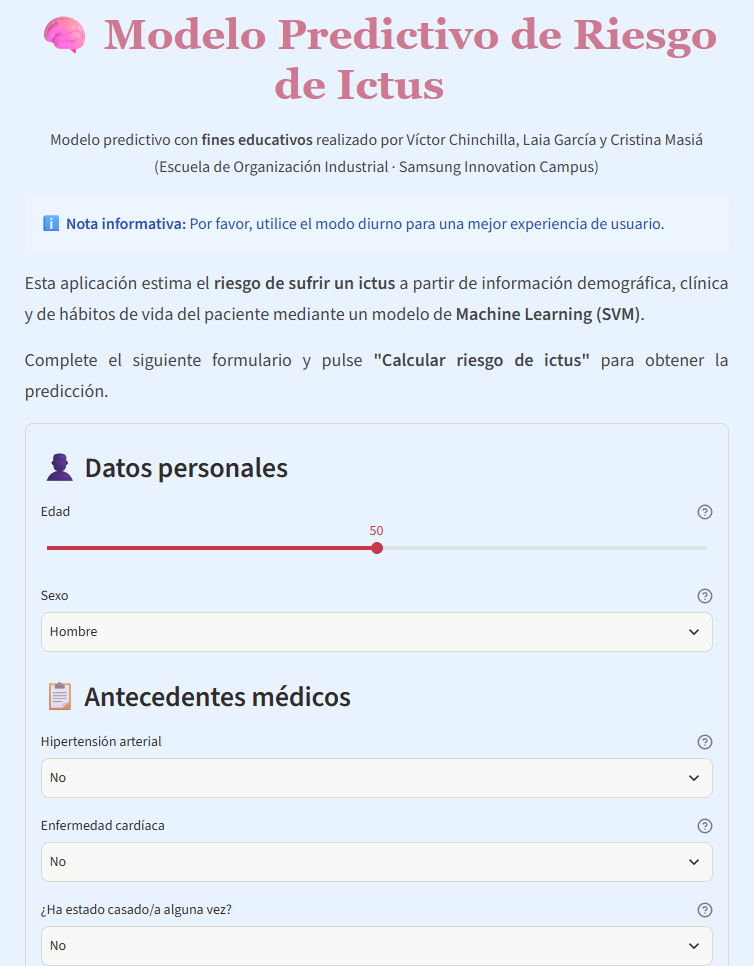 Modelo Predictivo de Riesgo
de Ictus
Modelo predictivo con fines educativos realizado por Víctor Chinchilla, Laia García y Cristina Masiá
(Escuela de Organización Industrial · Samsung Innovation Campus)
Nota informativa: Por favor, utilice el modo diurno para una mejor experiencia de usuario.
Esta aplicación estima el riesgo de sufrir un ictus a partir de información demográfica, clínica
y de hábitos de vida del paciente mediante un modelo de Machine Learning (SVM).
Complete el siguiente formulario y pulse "Calcular riesgo de ictus" para obtener la
predicción.
Datos personales
Edad
50
Sexo
Hombre
Antecedentes médicos
Hipertensión arterial
No
Enfermedad cardíaca
No
¿Ha estado casado/a alguna vez?
No